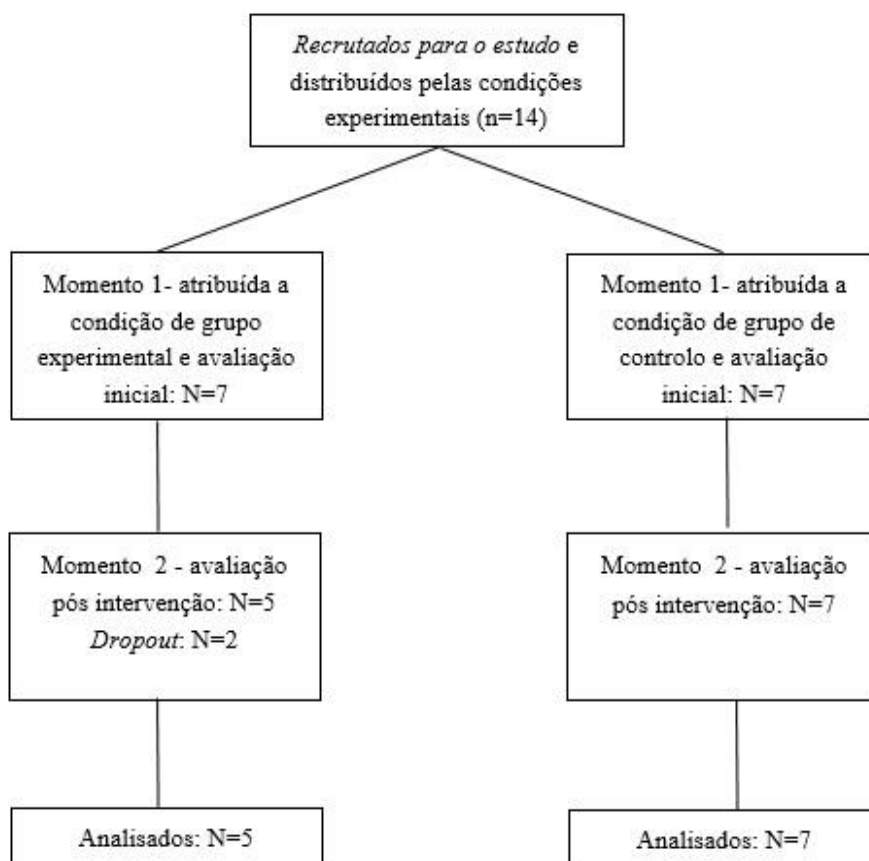 Recrutados para o estudo e
distribuídos pelas condições
experimentais (n=14)
Momento 1- atribuída a
condição de grupo
experimental e avaliação
inicial: N=7
Momento 1- atribuída a
condição de grupo de
controlo e avaliação
inicial: N=7
Momento 2 - avaliação
pós intervenção: N=5
Dropout: N=2
Momento 2 - avaliação
pós intervenção: N=7
Analisados: N=5
Analisados: N=7